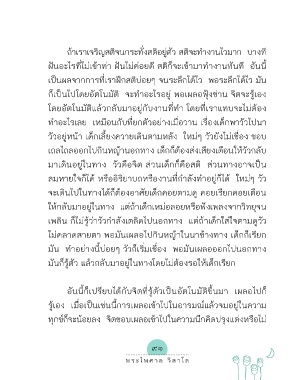 ถ้าเราเจริญสติจนกระทั่งสติอยู่ตัว สติจะทำงานไวมาก บางที
ฝันอะไรที่ไม่เข้าท่า ฝันไม่ค่อยดี สติก็จะเข้ามาทำงานทันที อันนี้
เป็นผลจากการที่เราฝึกสติบ่อยๆ จนระลึกได้ไว พอระลึกได้ไว มัน
ก็เป็นไปโดยอัตโนมัติ จะทำอะไรอยู่ พอเผลอฟุ้งซ่าน จิตจะรู้เอง
โดยอัตโนมัติแล้วกลับมาอยู่กับงานที่ทำ โดยที่เราแทบจะไม่ต้อง
ทำอะไรเลย เหมือนกับที่ยกตัวอย่างเมื่อวาน เรื่องเด็กพาวัวไปนา
วัวอยู่หน้า เด็กเลี้ยงควายเดินตามหลัง ใหม่ๆ วัวยังไม่เชื่อง ชอบ
เถลไถลออกไปกินหญ้านอกทาง เด็กก็ต้องส่งเสียงเตือนให้วัวกลับ
มาเดินอยู่ในทาง วัวคือจิต ส่วนเด็กก็คือสติ ส่วนทางอาจเป็น
ลมหายใจก็ได้ หรืออิริยาบถหรืองานที่กำลังทำอยู่ก็ได้ ใหม่ๆ วัว
จะเดินไปในทางได้ก็ต้องอาศัยเด็กคอยตามดู คอยเรียกคอยเตือน
ให้กลับมาอยู่ในทาง แต่ถ้าเด็กเหม่อลอยหรือฟังเพลงจากวิทยุจน
เพลิน ก็ไม่รู้ว่าวัวกำลังเตลิดไปนอกทาง แต่ถ้าเด็กใส่ใจตามดูวัว
ไม่คลาดสายตา พอมันเผลอไปกินหญ้าในนาข้างทาง เด็กก็เรียก
มัน ทำอย่างนี้บ่อยๆ วัวก็เริ่มเชื่อง พอมันเผลอออกไปนอกทาง
มันก็รู้ตัว แล้วกลับมาอยู่ในทางโดยไม่ต้องรอให้เด็กเรียก
อันนี้ก็เปรียบได้กับจิตที่รู้ตัวเป็นอัตโนมัติขึ้นมา เผลอไปก็
รู้เอง เมื่อเป็นเช่นนี้การเผลอเข้าไปในอารมณ์แล้วจมอยู่ในความ
ทุกข์ก็จะน้อยลง จิตชอบเผลอเข้าไปในความนึกคิดปรุงแต่งหรือไม่
พระไพศาล วิสาโล